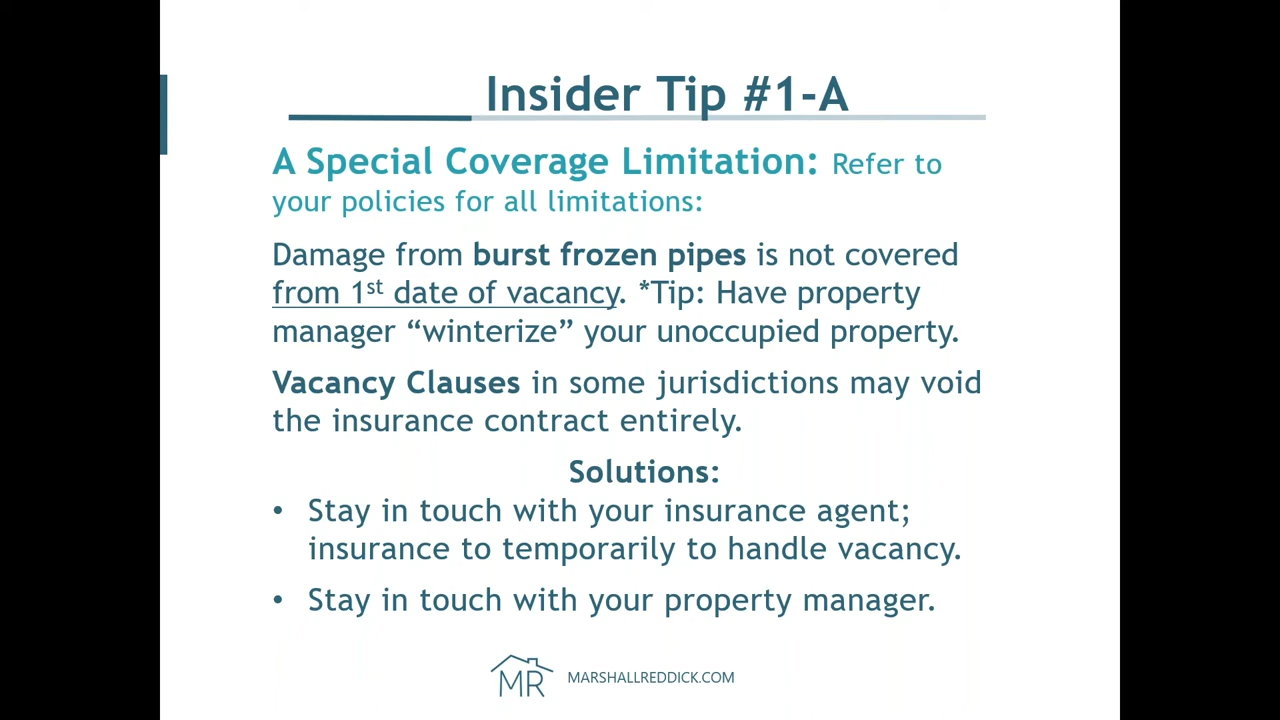 Insider Tip #1-A
A Special Coverage Limitation: Refer to
your policies for all limitations:
Damage from burst frozen pipes is not covered
from 1st date of vacancy. *Tip: Have property
manager “winterize” your unoccupied property.
Vacancy Clauses in some jurisdictions may void
the insurance contract entirely.
Solutions:
• Stay in touch with your insurance agent;
insurance to temporarily to handle vacancy.
• Stay in touch with your property manager.
MR MARSHALLREDDICK.COM